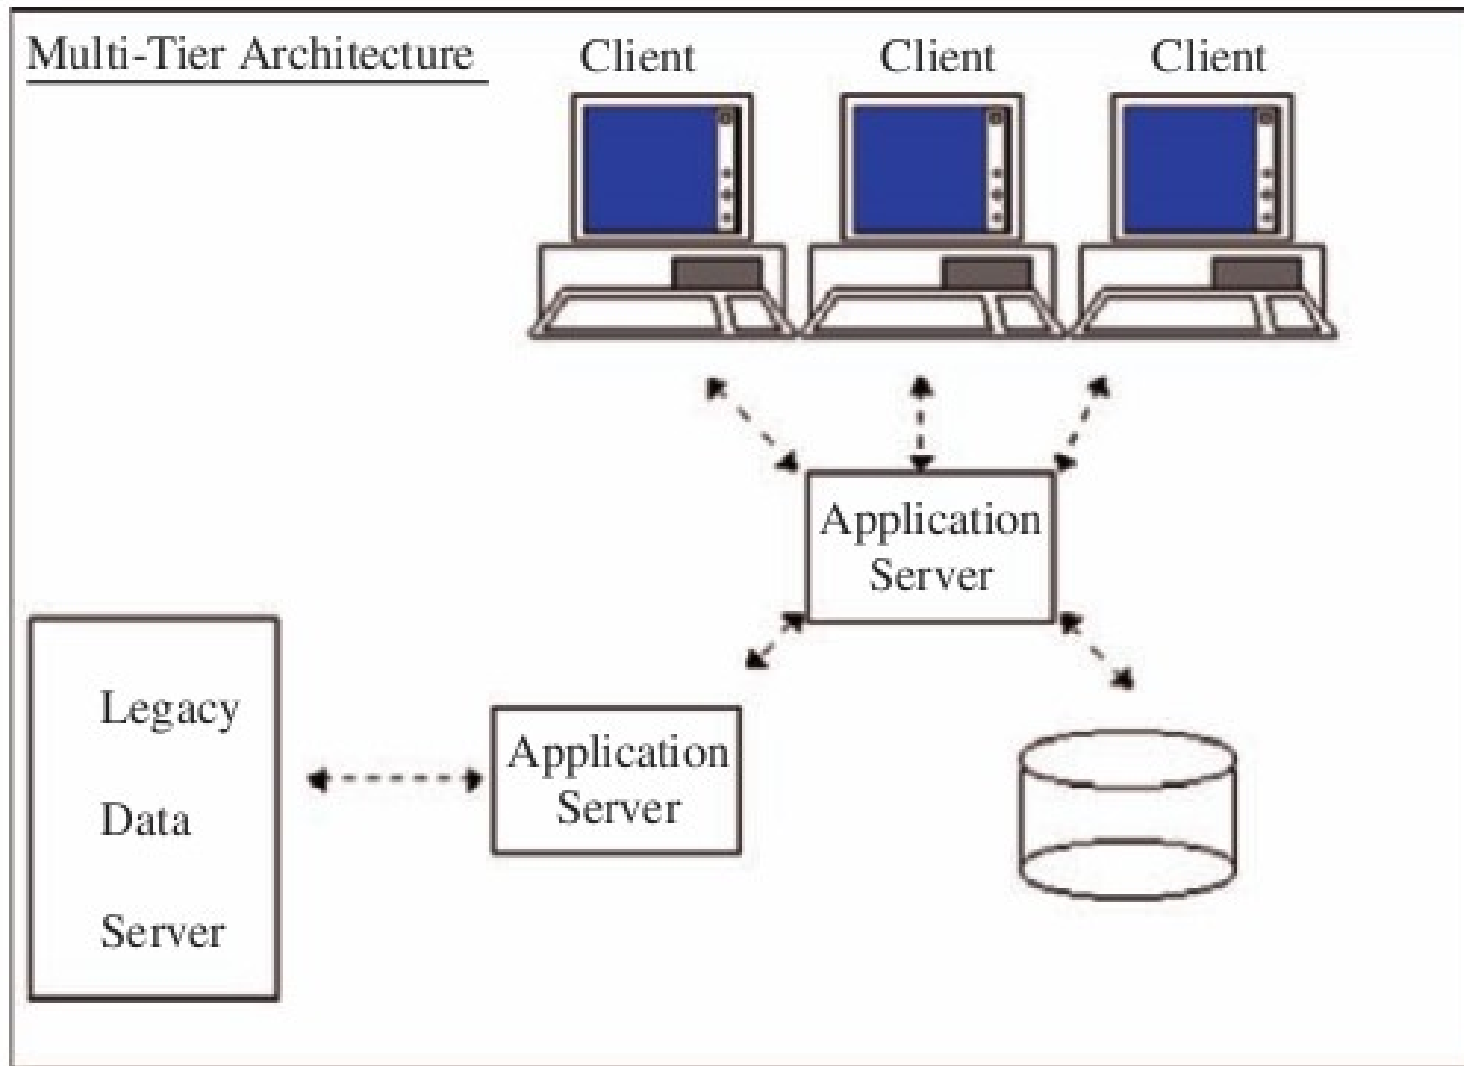 Multi-Tier Architecture
Client
Client
Client
Application
Server
Application
Server
Legacy
Data
Server